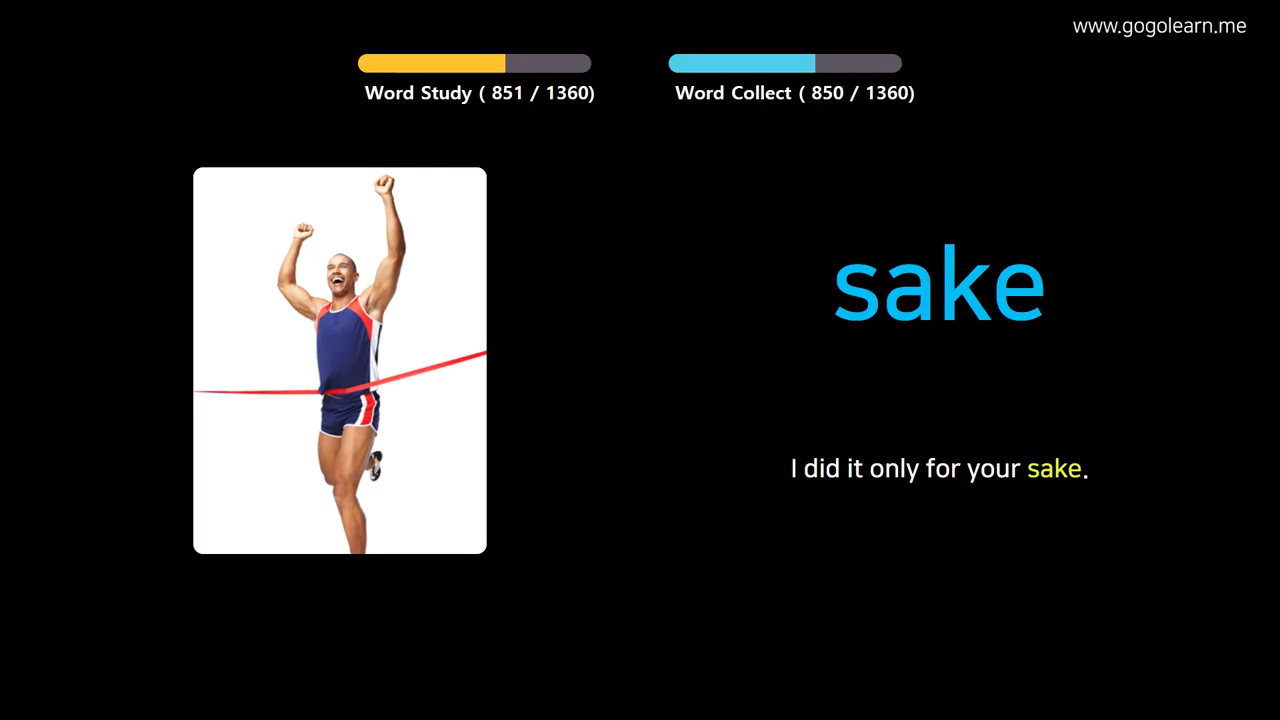 www.gogolearn.me
Word Study ( 851 / 1360)
Word Collect ( 850 / 1360)
sake
I did it only for your sake.